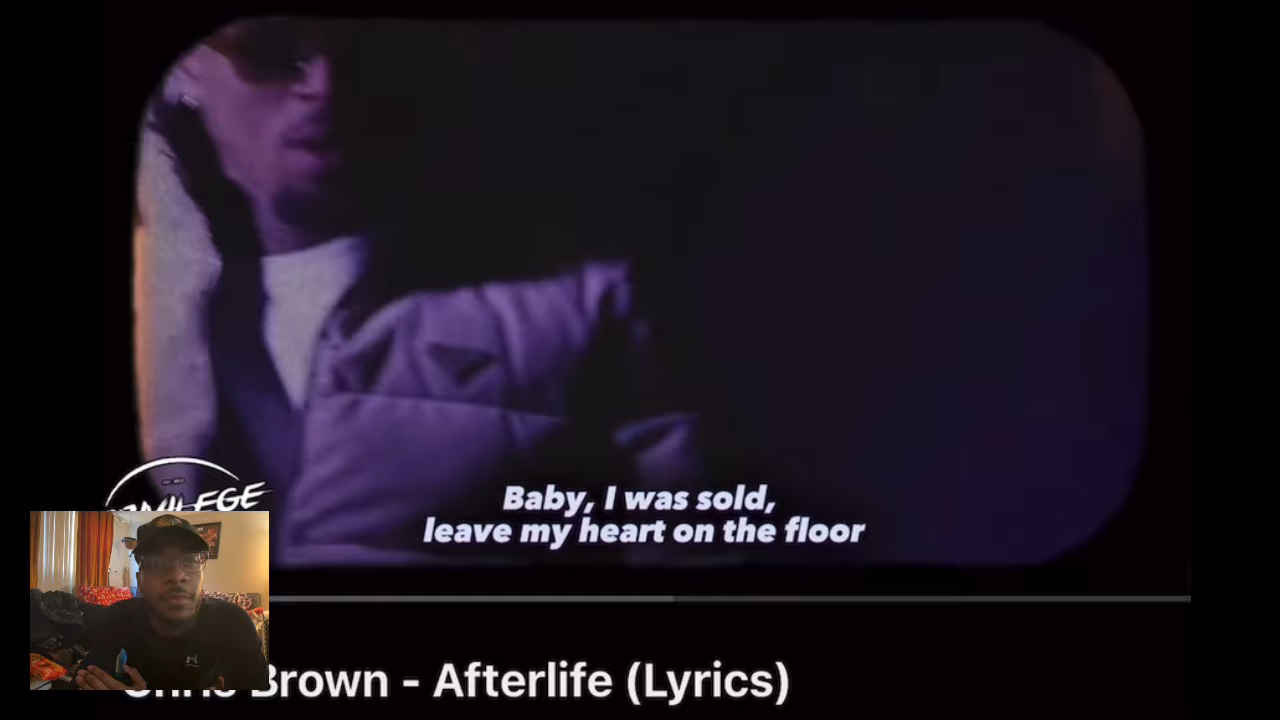 Baby, I was sold,
leave my heart on the floor
Brown - Afterlife (Lyrics)